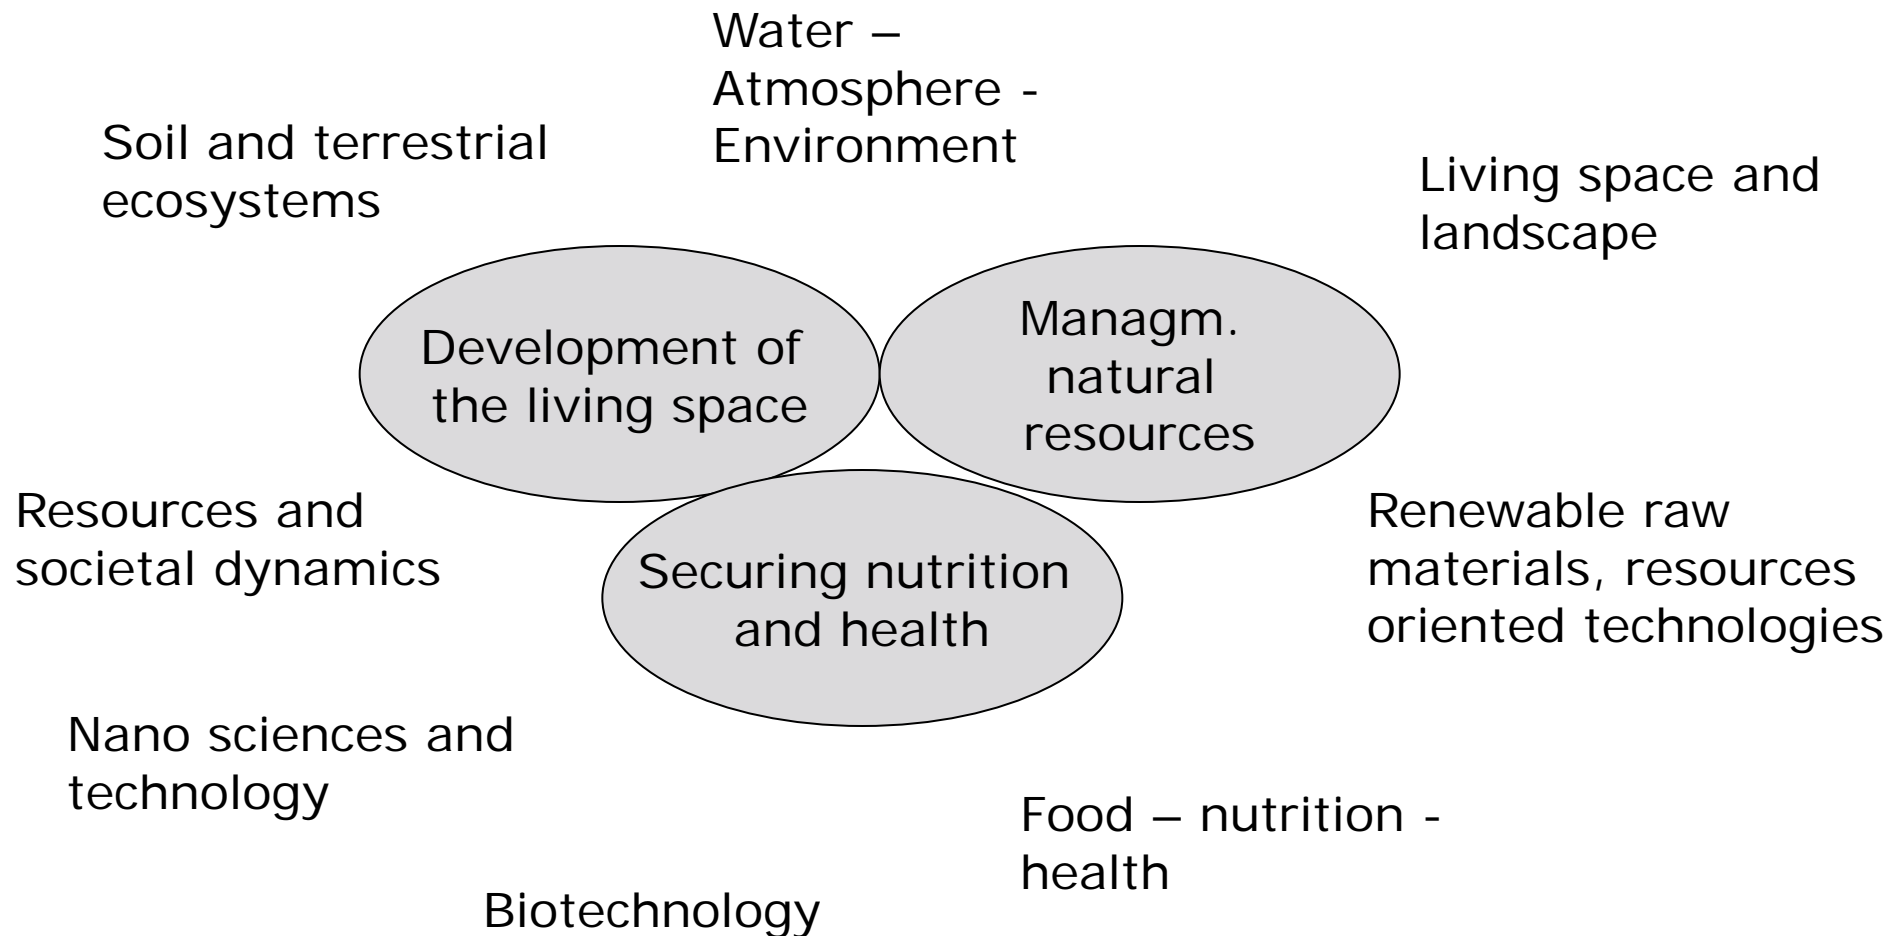 Water –
Atmosphere -
Environment
Soil and terrestrial
ecosystems
Living space and
landscape
Development of
the living space
Managm.
natural
resources
Resources and
societal dynamics
Securing nutrition
and health
Renewable raw
materials, resources
oriented technologies
Nano sciences and
technology
Food – nutrition -
health
Biotechnology